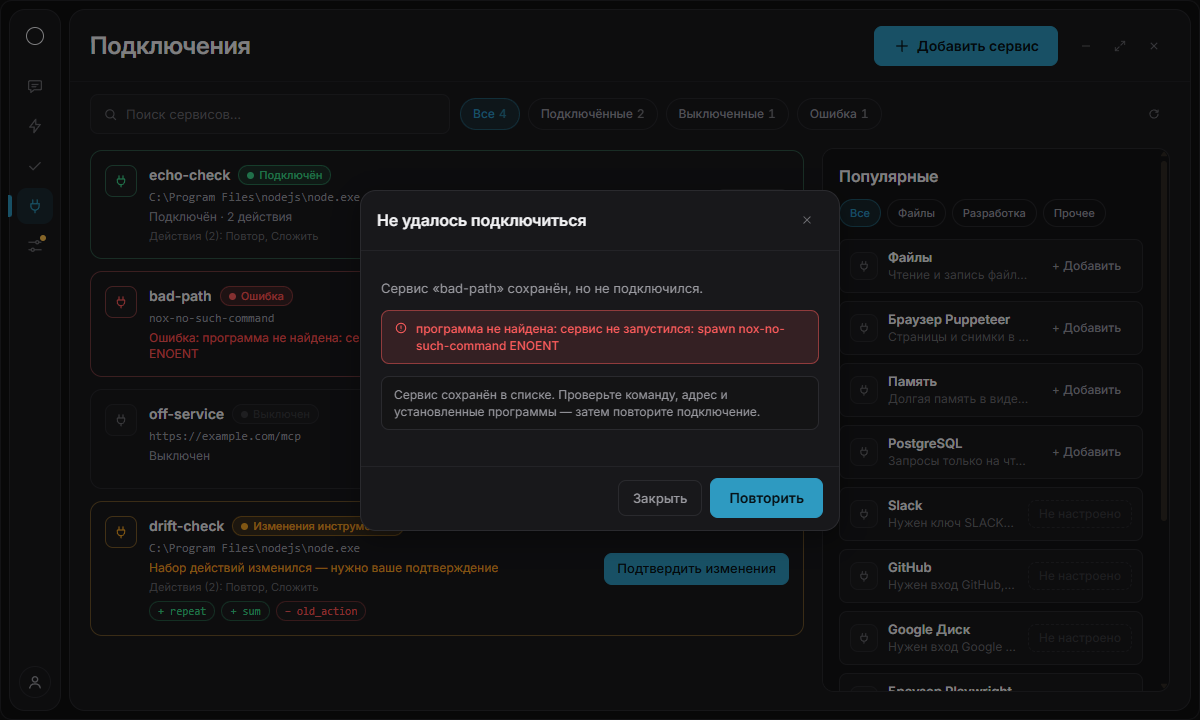 Подключения
+ Добавить сервис
Поиск сервисов...
Все 4
Подключённые 2
Выключенные 1
Ошибка 1
echo-check
Подключён
C:\Program Files\nodejs\node.exe
Подключён · 2 действия
Действия (2): Повтор, Сложить
bad-path
Ошибка
nox-no-such-command
Ошибка: программа не найдена: се
ENOENT
off-service
Выключен
https://example.com/mcp
Выключен
drift-check
Изменения инструм
C:\Program Files\nodejs\node.exe
Набор действий изменился — нужно ваше подтверждение
Действия (2): Повтор, Сложить
+ repeat
+ sum
− old_action
Подтвердить изменения
Не удалось подключиться
Сервис «bad-path» сохранён, но не подключился.
программа не найдена: сервис не запустился: spawn nox-no-
such-command ENOENT
Сервис сохранён в списке. Проверьте команду, адрес и
установленные программы — затем повторите подключение.
Закрыть
Повторить
Популярные
Все
Файлы
Разработка
Прочее
Файлы
Чтение и запись файл...
+ Добавить
Браузер Puppeteer
Страницы и снимки в ...
+ Добавить
Память
Долгая память в виде...
+ Добавить
PostgreSQL
Запросы только на чт...
+ Добавить
Slack
Нужен ключ SLACK...
Не настроено
GitHub
Нужен вход GitHub,...
Не настроено
Google Диск
Нужен вход Google ...
Не настроено
Браузер Playwright